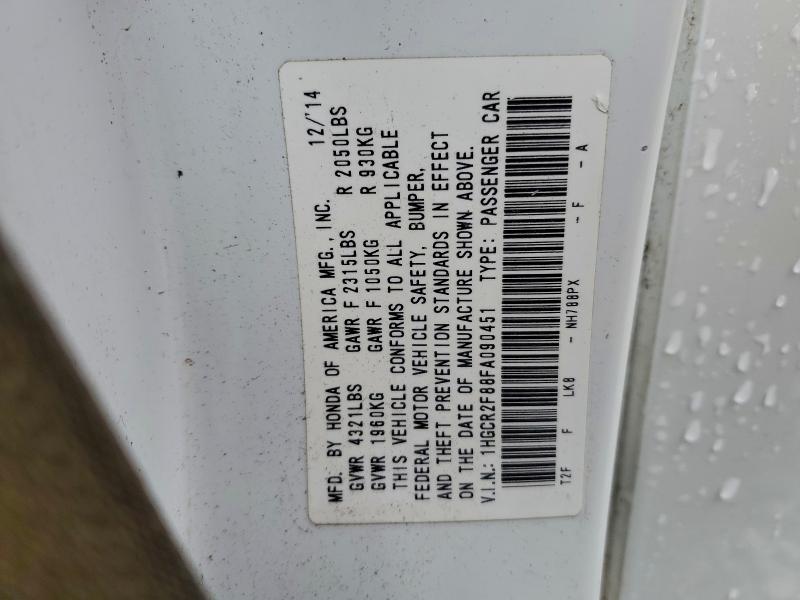 MFD. BY HONDA OF AMERICA MFG., INC. 12/'14
GVWR 4321LBS GAWR F 2315LBS R 2050LBS
GVWR 1960KG GAWR F 1050KG R 930KG
THIS VEHICLE CONFORMS TO ALL APPLICABLE
FEDERAL MOTOR VEHICLE SAFETY, BUMPER,
AND THEFT PREVENTION STANDARDS IN EFFECT
ON THE DATE OF MANUFACTURE SHOWN ABOVE.
V.I.N.: 1HGCR2F88FA090451 TYPE: PASSENGER CAR
T2F F LK8 - NH788PX - F - A